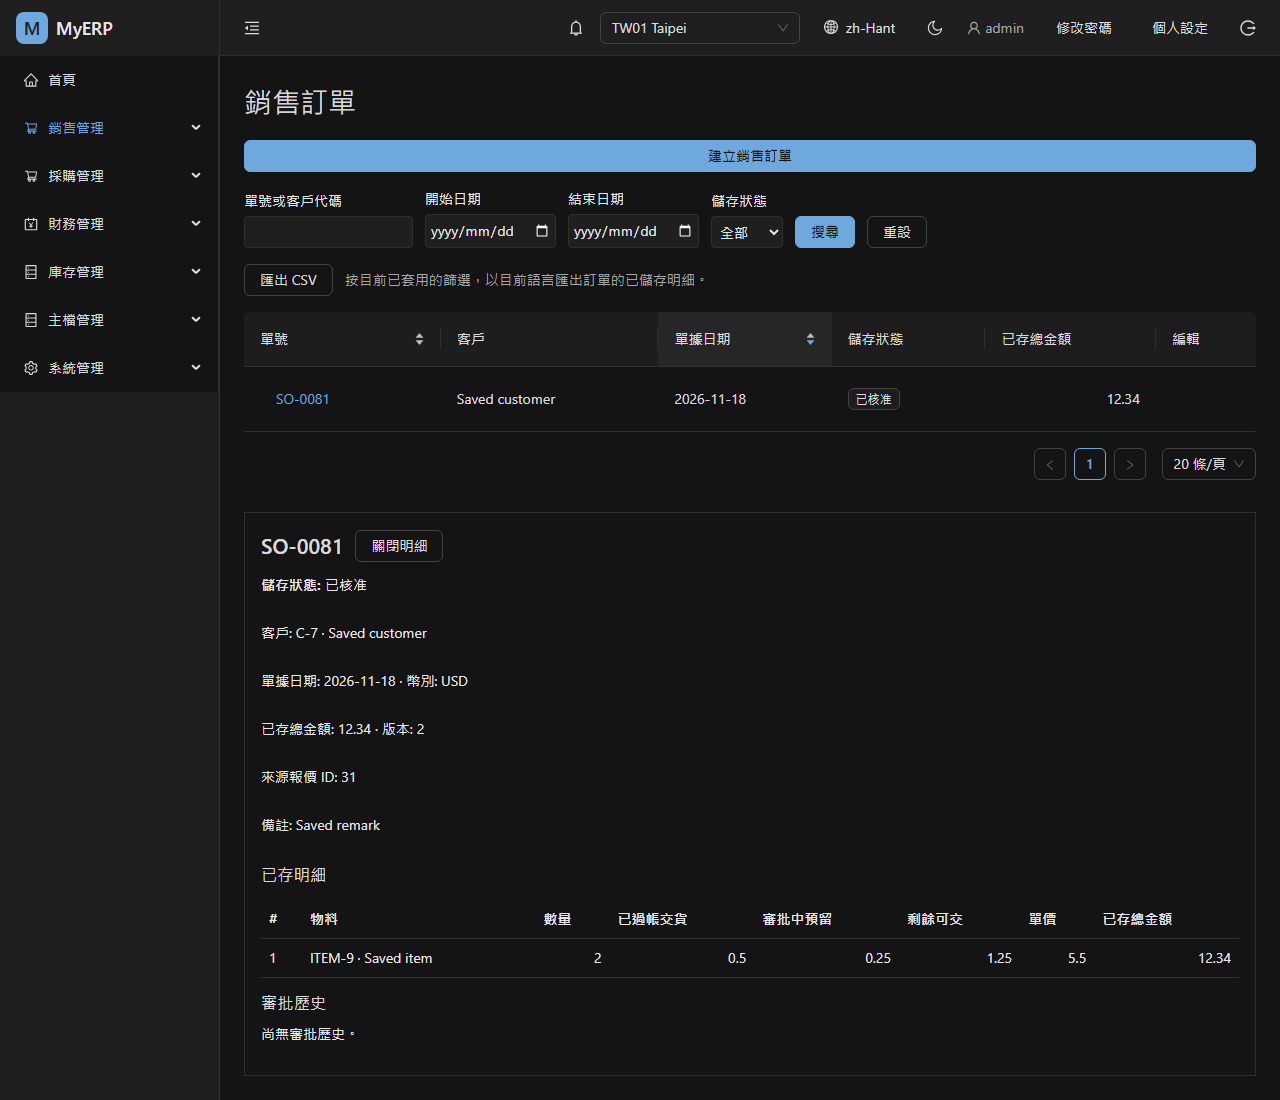 M MyERP
TW01 Taipei
zh-Hant
admin
修改密碼
個人設定
首頁
銷售管理
採購管理
財務管理
庫存管理
主檔管理
系統管理
銷售訂單
建立銷售訂單
單號或客戶代碼 開始日期 結束日期 儲存狀態
yyyy/mm/dd yyyy/mm/dd 全部 搜尋 重設
匯出 CSV 按目前已套用的篩選，以目前語言匯出訂單的已儲存明細。
單號 客戶 單據日期 儲存狀態 已存總金額 編輯
SO-0081 Saved customer 2026-11-18 已核准 12.34
< 1 > 20 條/頁
SO-0081 關閉明細
儲存狀態: 已核准
客戶: C-7 · Saved customer
單據日期: 2026-11-18 · 幣別: USD
已存總金額: 12.34 · 版本: 2
來源報價 ID: 31
備註: Saved remark
已存明細
# 物料 數量 已過帳交貨 審批中預留 剩餘可交 單價 已存總金額
1 ITEM-9 · Saved item 2 0.5 0.25 1.25 5.5 12.34
審批歷史
尚無審批歷史。